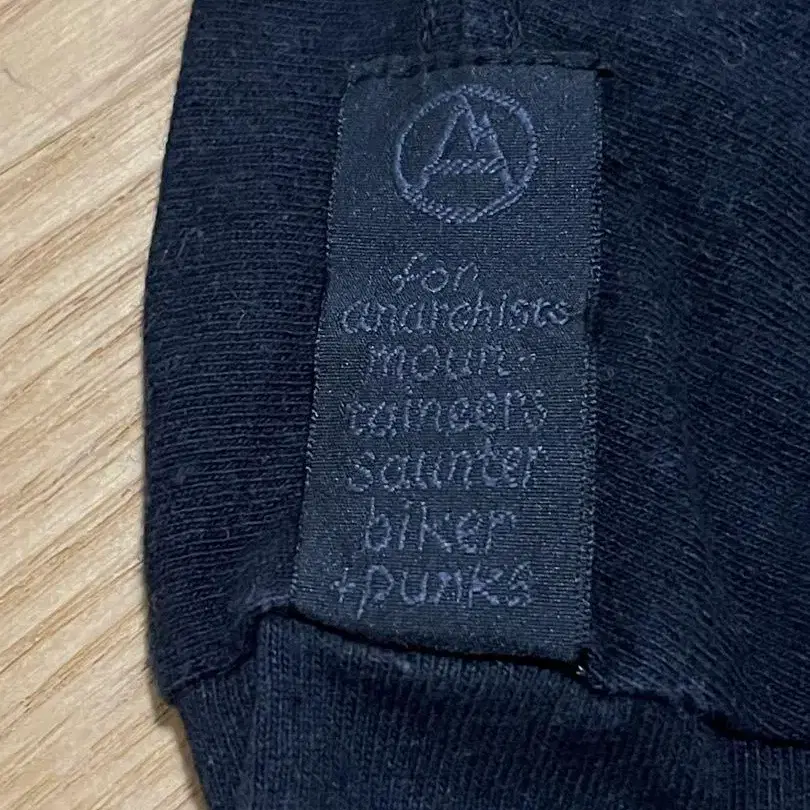 for
anarchists
moun-
taineers
saunter
biker
+punks